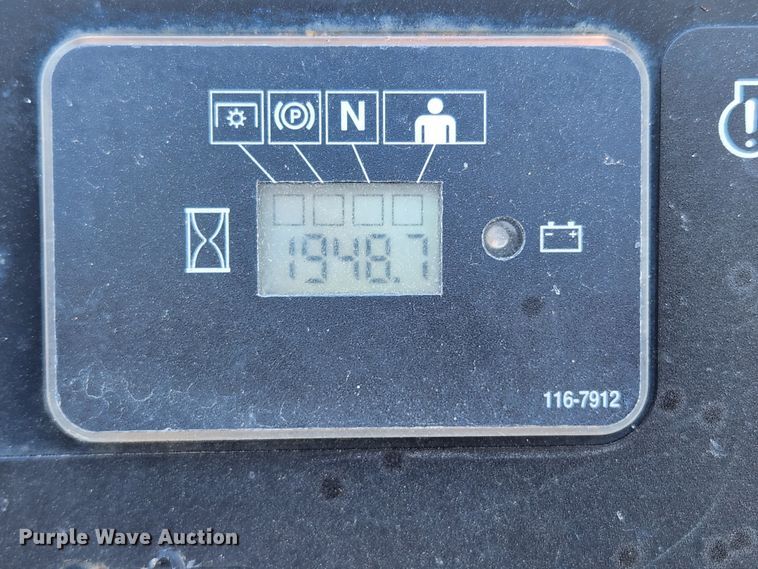 (P) N
1948.7
116-7912
Purple Wave Auction®